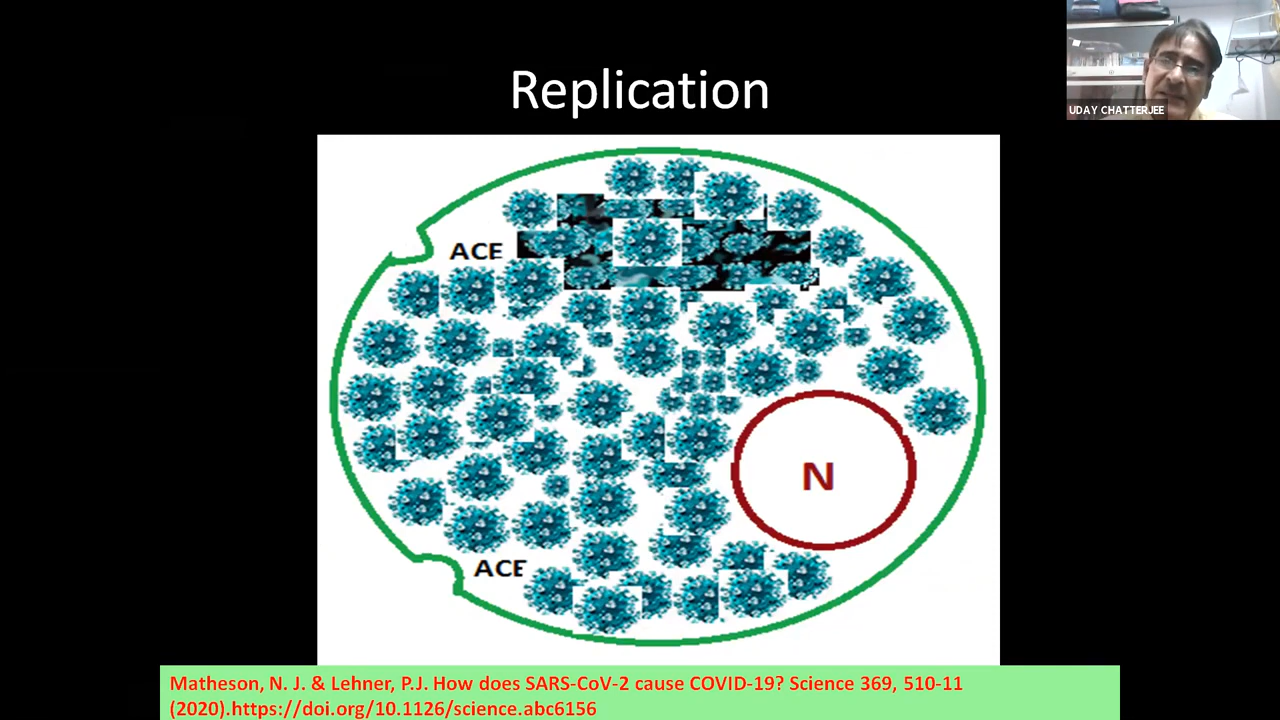 Replication
UDAY CHATTERJEE
ACE
N
ACE
Matheson, N. J. & Lehner, P.J. How does SARS-CoV-2 cause COVID-19? Science 369, 510-11
(2020).https://doi.org/10.1126/science.abc6156